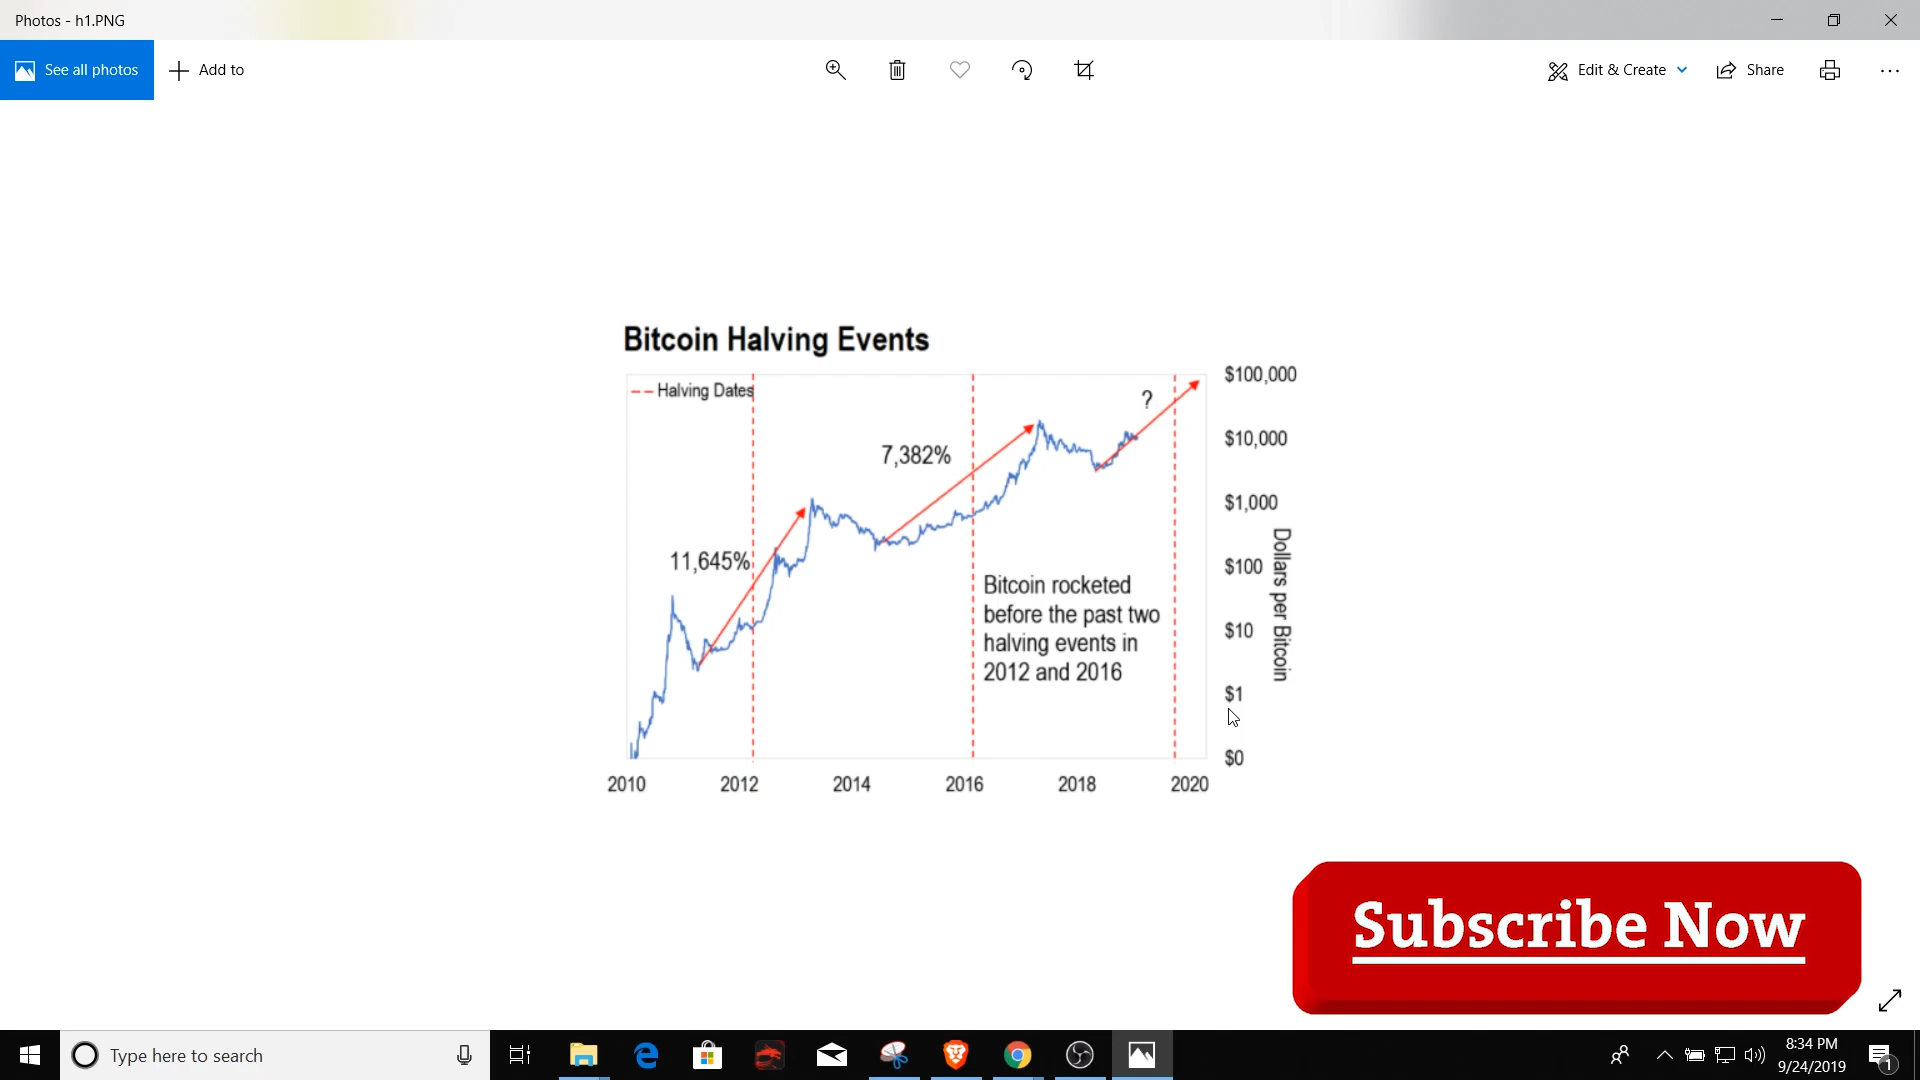 Photos - h1.PNG
See all photos
Add to
Edit & Create
Share
Bitcoin Halving Events
Halving Dates
$100,000
?
$10,000
7,382%
$1,000
11,645%
$100
Dollars per Bitcoin
Bitcoin rocketed
before the past two
halving events in
2012 and 2016
$10
$1
$0
2010 2012 2014 2016 2018 2020
Subscribe Now
Type here to search
8:34 PM
9/24/2019
1